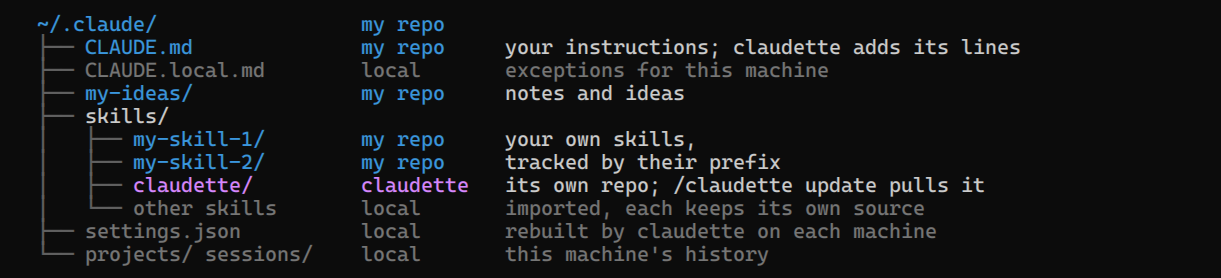 ~/.claude/                 my repo
├── CLAUDE.md              my repo     your instructions; claudette adds its lines
├── CLAUDE.local.md        local       exceptions for this machine
├── my-ideas/              my repo     notes and ideas
├── skills/
│   ├── my-skill-1/        my repo     your own skills,
│   ├── my-skill-2/        my repo     tracked by their prefix
│   ├── claudette/         claudette   its own repo; /claudette update pulls it
│   └── other skills       local       imported, each keeps its own source
├── settings.json          local       rebuilt by claudette on each machine
└── projects/ sessions/    local       this machine's history